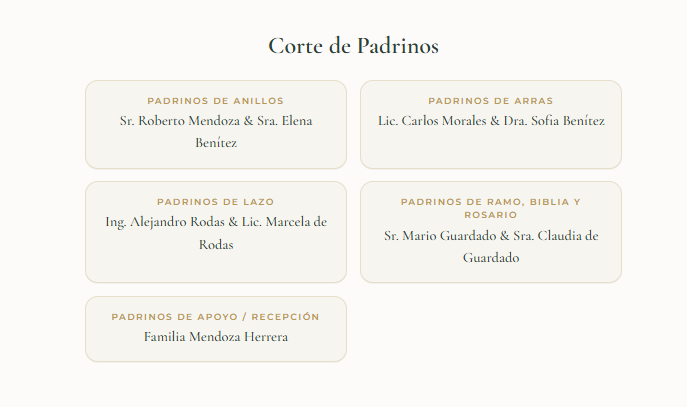 Corte de Padrinos
PADRINOS DE ANILLOS
Sr. Roberto Mendoza & Sra. Elena
Benítez
PADRINOS DE ARRAS
Lic. Carlos Morales & Dra. Sofia Benítez
PADRINOS DE LAZO
Ing. Alejandro Rodas & Lic. Marcela de
Rodas
PADRINOS DE RAMO, BIBLIA Y
ROSARIO
Sr. Mario Guardado & Sra. Claudia de
Guardado
PADRINOS DE APOYO / RECEPCIÓN
Familia Mendoza Herrera